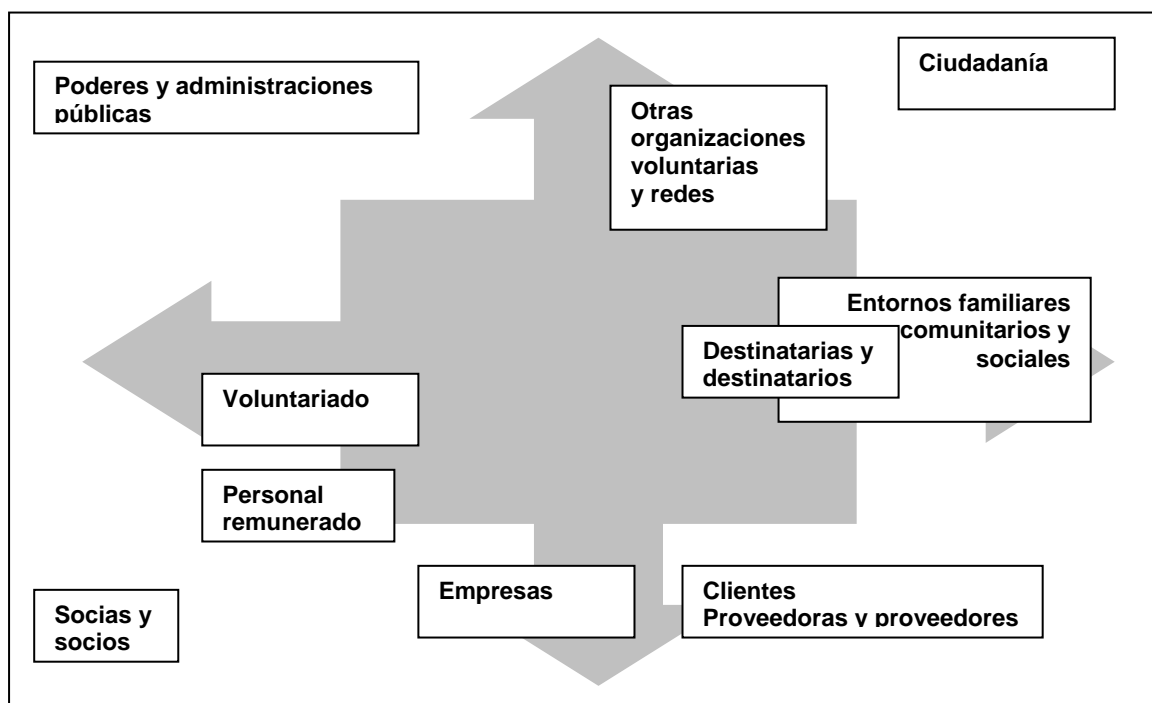 Poderes y administraciones
públicas
Ciudadanía
Otras
organizaciones
voluntarias
y redes
Entornos familiares
comunitarios y
sociales
Destinatarias y
destinatarios
Voluntariado
Personal
remunerado
Empresas
Clientes
Proveedoras y proveedores
Socias y
socios